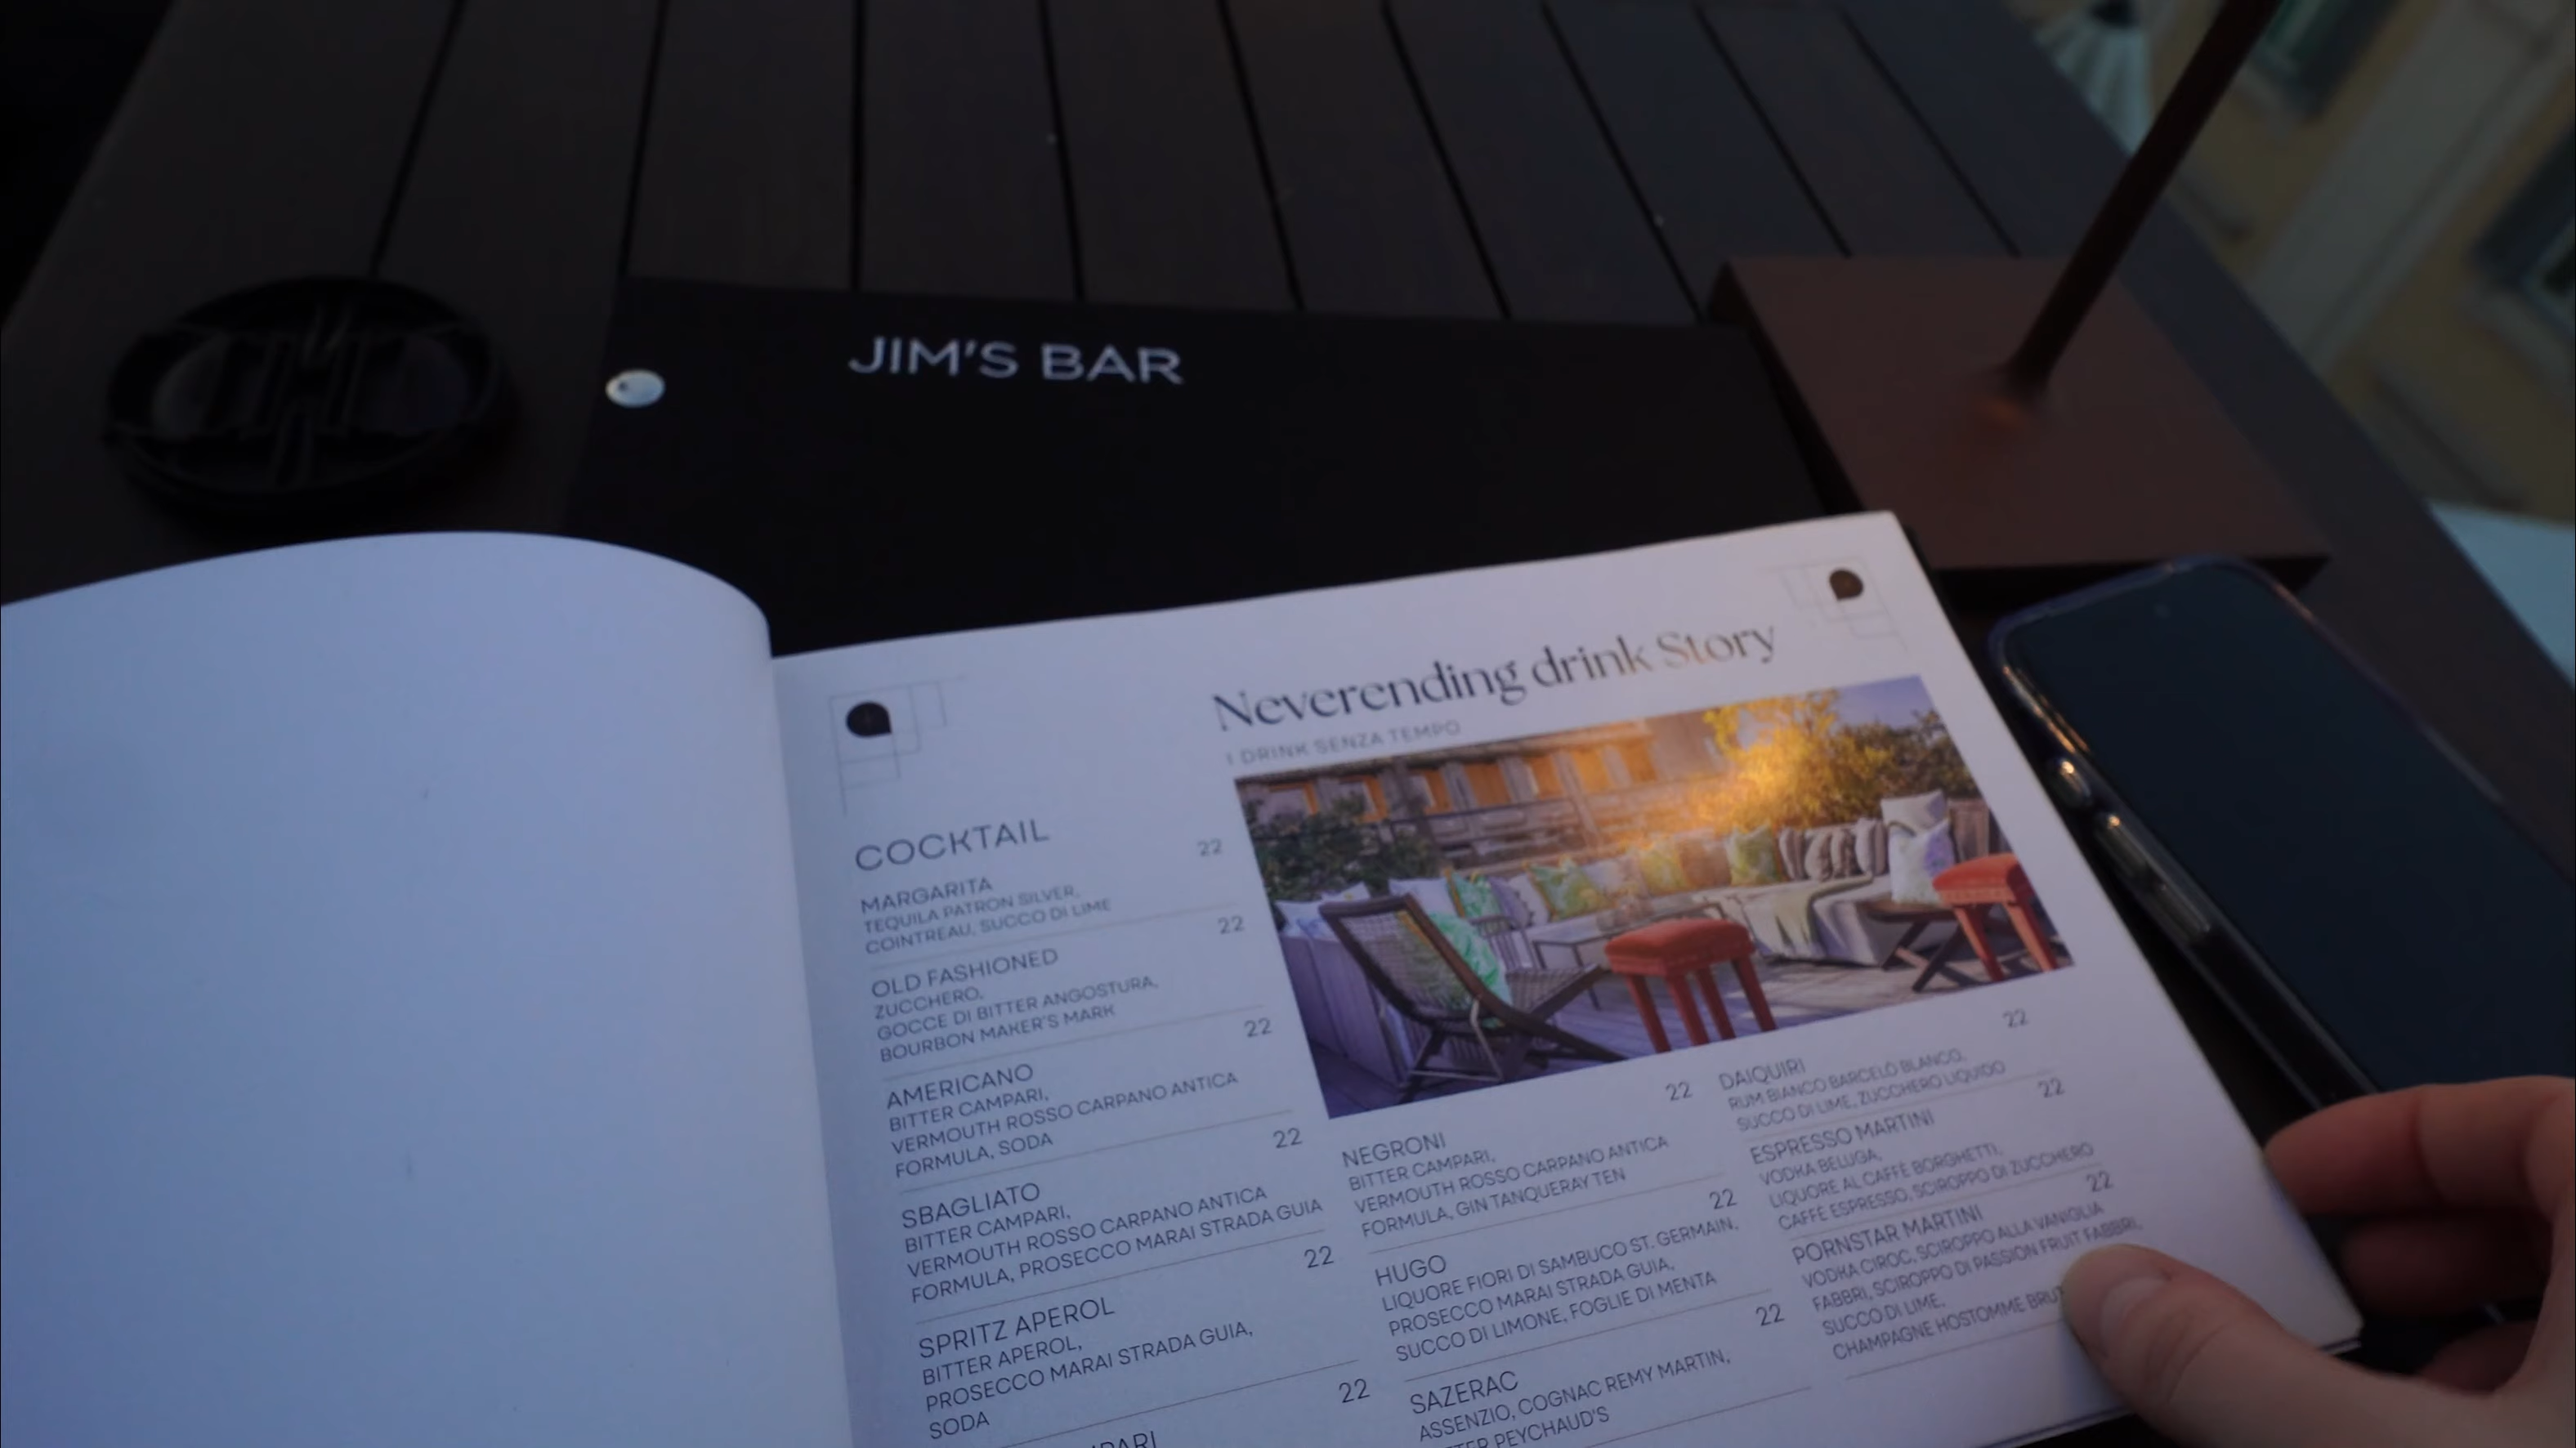 JIM'S BAR
Neverending drink Story
I DRINK SENZA TEMPO
COCKTAIL
22
MARGARITA
TEQUILA PATRON SILVER,
COINTREAU, SUCCO DI LIME
22
OLD FASHIONED
ZUCCHERO,
GOCCE DI BITTER ANGOSTURA,
BOURBON MAKER'S MARK
22
AMERICANO
BITTER CAMPARI,
VERMOUTH ROSSO CARPANO ANTICA
FORMULA, SODA
22
SBAGLIATO
BITTER CAMPARI,
VERMOUTH ROSSO CARPANO ANTICA
FORMULA, PROSECCO MARAI STRADA GUIA
22
SPRITZ APEROL
BITTER APEROL,
PROSECCO MARAI STRADA GUIA,
SODA
22
22
NEGRONI
BITTER CAMPARI,
VERMOUTH ROSSO CARPANO ANTICA
FORMULA, GIN TANQUERAY TEN
22
HUGO
LIQUORE FIORI DI SAMBUCO ST. GERMAIN,
PROSECCO MARAI STRADA GUIA,
SUCCO DI LIMONE, FOGLIE DI MENTA
22
SAZERAC
ASSENZIO, COGNAC REMY MARTIN,
PEYCHAUD'S
22
DAIQUIRI
RUM BIANCO BARCELÒ BLANCO,
SUCCO DI LIME, ZUCCHERO LIQUIDO
22
ESPRESSO MARTINI
VODKA BELUGA,
LIQUORE AL CAFFÈ BORGHETTI,
CAFFÈ ESPRESSO, SCIROPPO DI ZUCCHERO
22
PORNSTAR MARTINI
VODKA CIROC, SCIROPPO ALLA VANIGLIA
FABBRI, SCIROPPO DI PASSION FRUIT FABBRI,
SUCCO DI LIME,
CHAMPAGNE HOSTOMME